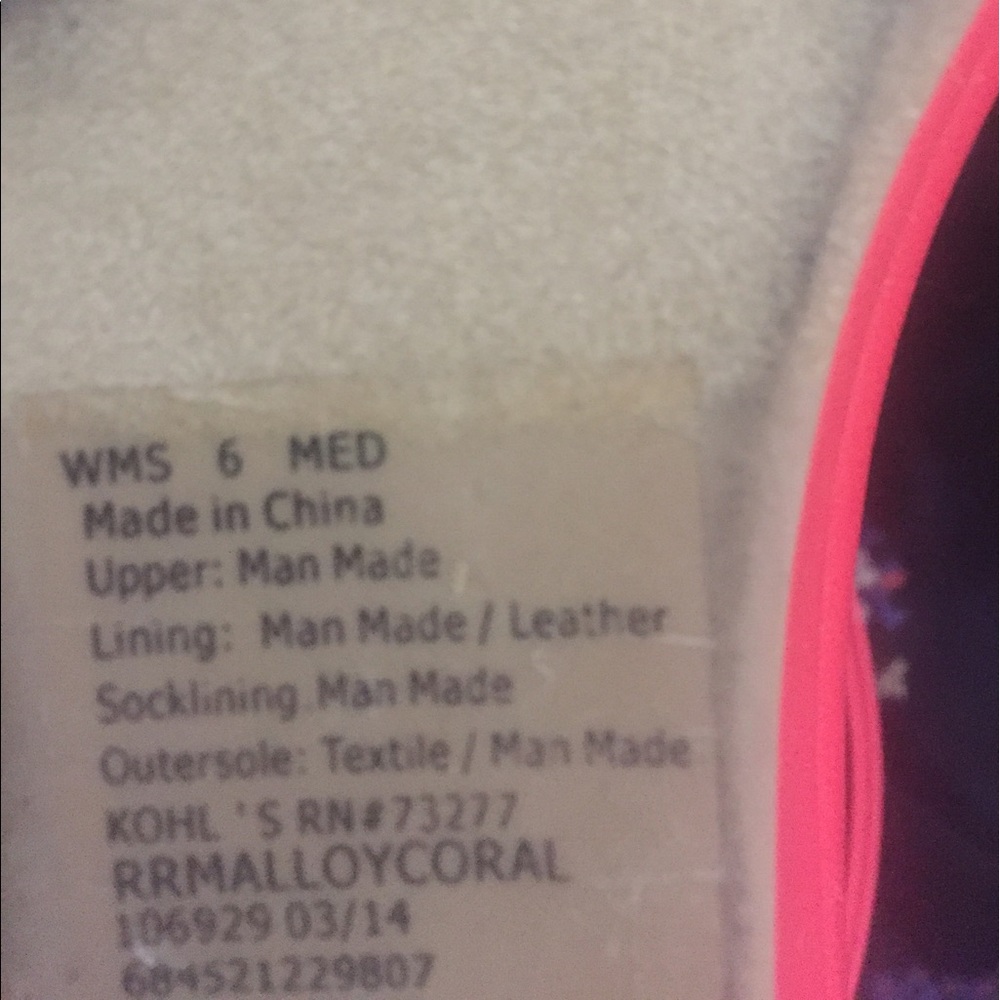 WMS 6 MED
Made in China
Upper: Man Made
Lining: Man Made / Leather
Socklining Man Made
Outersole: Textile / Man Made
KOHL 'S RN#73277
RRMALLOYCORAL
106929 03/14
684521229807